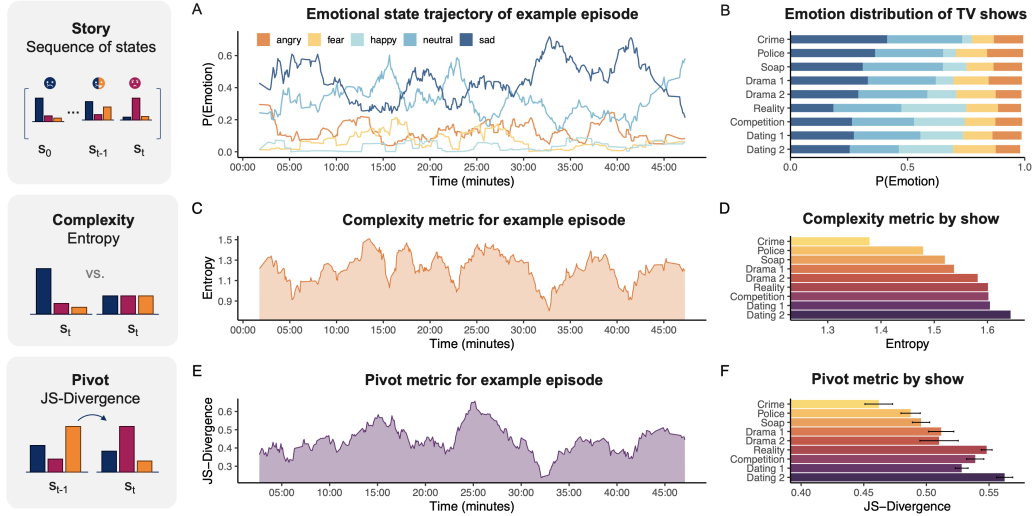 Story
Sequence of states
...
S0
St-1
St
Complexity
Entropy
VS.
St
St
Pivot
JS-Divergence
St-1
St
A
Emotional state trajectory of example episode
angry
fear
happy
neutral
sad
P(Emotion)
0.6
0.4
0.2
0.0
00:00
05:00
10:00
15:00
20:00
25:00
30:00
35:00
40:00
45:00
Time (minutes)
B
Emotion distribution of TV shows
Crime
Police
Soap
Drama 1
Drama 2
Reality
Competition
Dating 1
Dating 2
0.0
0.5
1.0
P(Emotion)
C
Complexity metric for example episode
Entropy
1.5
1.3
1.1
0.9
00:00
05:00
10:00
15:00
20:00
25:00
30:00
35:00
40:00
45:00
Time (minutes)
D
Complexity metric by show
Crime
Police
Soap
Drama 1
Drama 2
Reality
Competition
Dating 1
Dating 2
1.3
1.4
1.5
1.6
Entropy
E
Pivot metric for example episode
JS-Divergence
0.6
0.5
0.4
0.3
05:00
10:00
15:00
20:00
25:00
30:00
35:00
40:00
45:00
Time (minutes)
F
Pivot metric by show
Crime
Police
Soap
Drama 1
Drama 2
Reality
Competition
Dating 1
Dating 2
0.40
0.45
0.50
0.55
JS-Divergence